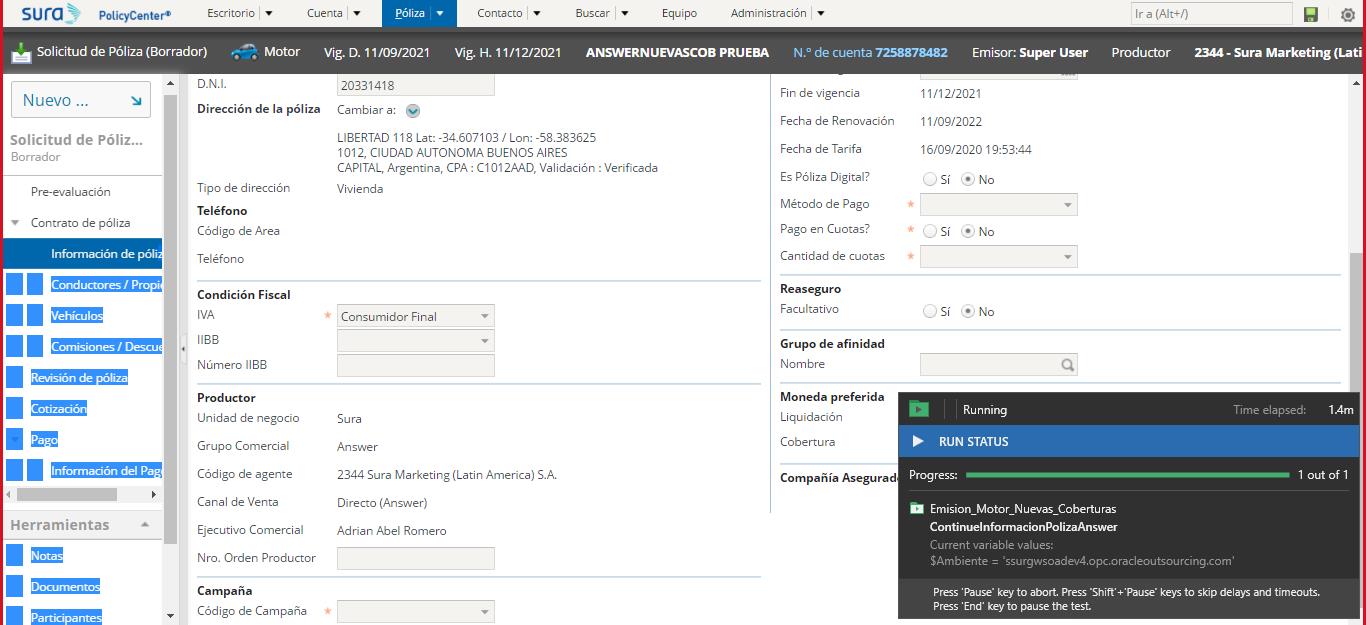 sura PolicyCenter® Escritorio Cuenta Póliza Contacto Buscar Equipo Administración Ir a (Alt+/)
Solicitud de Póliza (Borrador) Motor Vig. D. 11/09/2021 Vig. H. 11/12/2021 ANSWERNUEVASCOB PRUEBA N.º de cuenta 7258878482 Emisor: Super User Productor 2344 - Sura Marketing (Lati
Nuevo ...
Solicitud de Póliz...
Borrador
Pre-evaluación
Contrato de póliza
Información de póliz
Conductores / Propie
Vehículos
Comisiones / Descue
Revisión de póliza
Cotización
Pago
Información del Pago
Herramientas
Notas
Documentos
Participantes
D.N.I. 20331418
Dirección de la póliza Cambiar a:
LIBERTAD 118 Lat: -34.607103 / Lon: -58.383625
1012, CIUDAD AUTONOMA BUENOS AIRES
CAPITAL, Argentina, CPA : C1012AAD, Validación : Verificada
Tipo de dirección Vivienda
Teléfono
Código de Area
Teléfono
Condición Fiscal
IVA * Consumidor Final
IIBB
Número IIBB
Productor
Unidad de negocio Sura
Grupo Comercial Answer
Código de agente 2344 Sura Marketing (Latin America) S.A.
Canal de Venta Directo (Answer)
Ejecutivo Comercial Adrian Abel Romero
Nro. Orden Productor
Campaña
Código de Campaña *
Fin de vigencia 11/12/2021
Fecha de Renovación 11/09/2022
Fecha de Tarifa 16/09/2020 19:53:44
Es Póliza Digital? Sí No
Método de Pago *
Pago en Cuotas? * Sí No
Cantidad de cuotas *
Reaseguro
Facultativo Sí No
Grupo de afinidad
Nombre
Moneda preferida
Liquidación
Cobertura
Compañía Asegurado
Running Time elapsed: 1.4m
RUN STATUS
Progress: 1 out of 1
Emision_Motor_Nuevas_Coberturas
ContinueInformacionPolizaAnswer
Current variable values:
$Ambiente = 'ssurgwsoadev4.opc.oracleoutsourcing.com'
Press 'Pause' key to abort. Press 'Shift'+'Pause' keys to skip delays and timeouts.
Press 'End' key to pause the test.